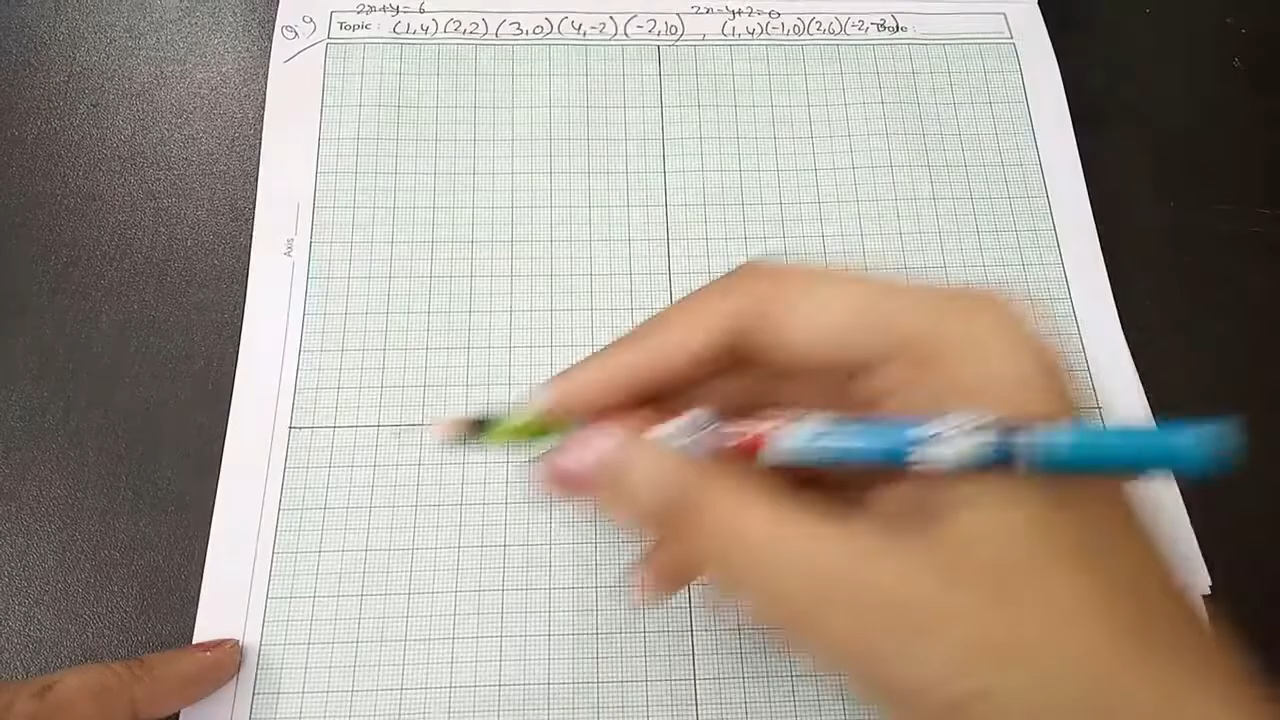 2x+y=6 2x-y+2=0
Q.9 Topic : (1,4) (2,2) (3,0) (4,-2) (-2,10) , (1,4)(-1,0)(2,6)(-2,-2) Date :
Axis